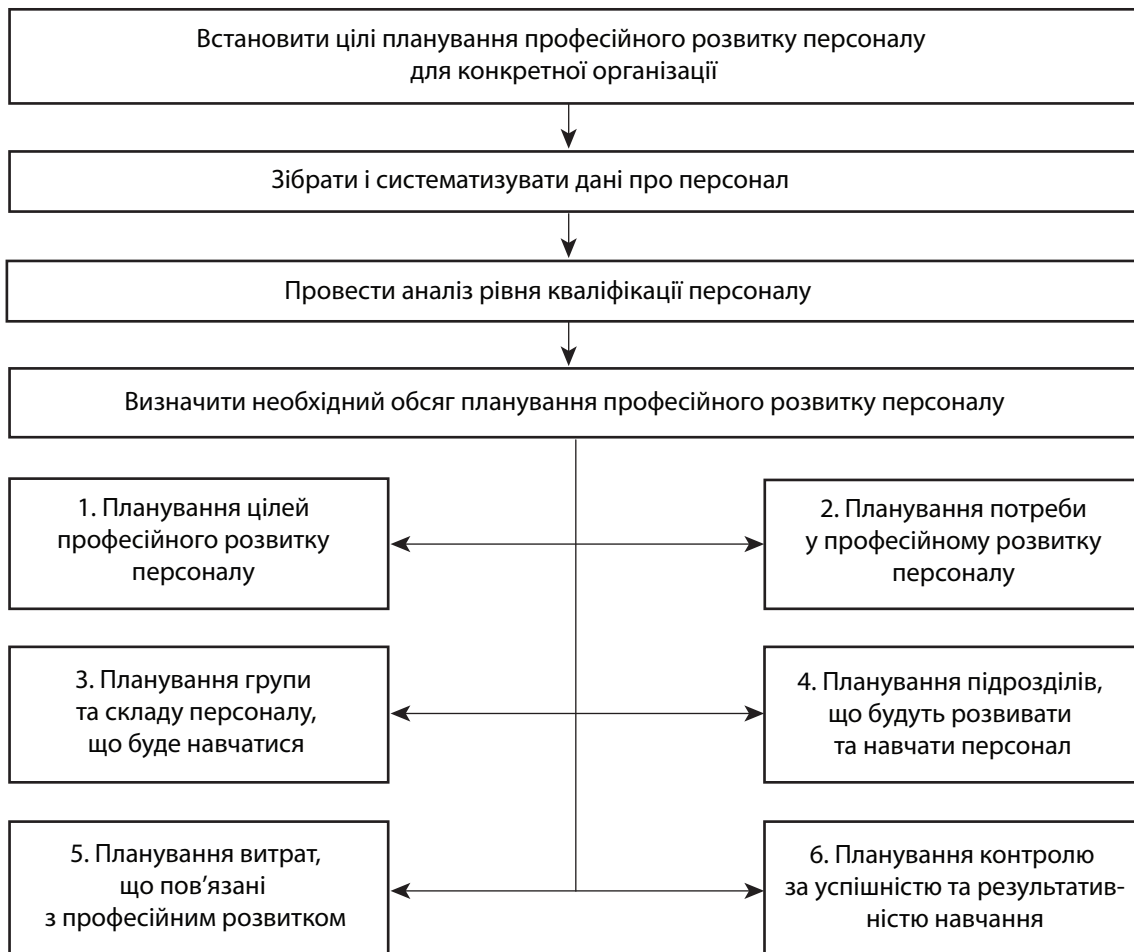 Встановити цілі планування професійного розвитку персоналу
для конкретної організації
Зібрати і систематизувати дані про персонал
Провести аналіз рівня кваліфікації персоналу
Визначити необхідний обсяг планування професійного розвитку персоналу
1. Планування цілей
професійного розвитку
персоналу
2. Планування потреби
у професійному розвитку
персоналу
3. Планування групи
та складу персоналу,
що буде навчатися
4. Планування підрозділів,
що будуть розвивати
та навчати персонал
5. Планування витрат,
що пов’язані
з професійним розвитком
6. Планування контролю
за успішністю та результатив-
ністю навчання